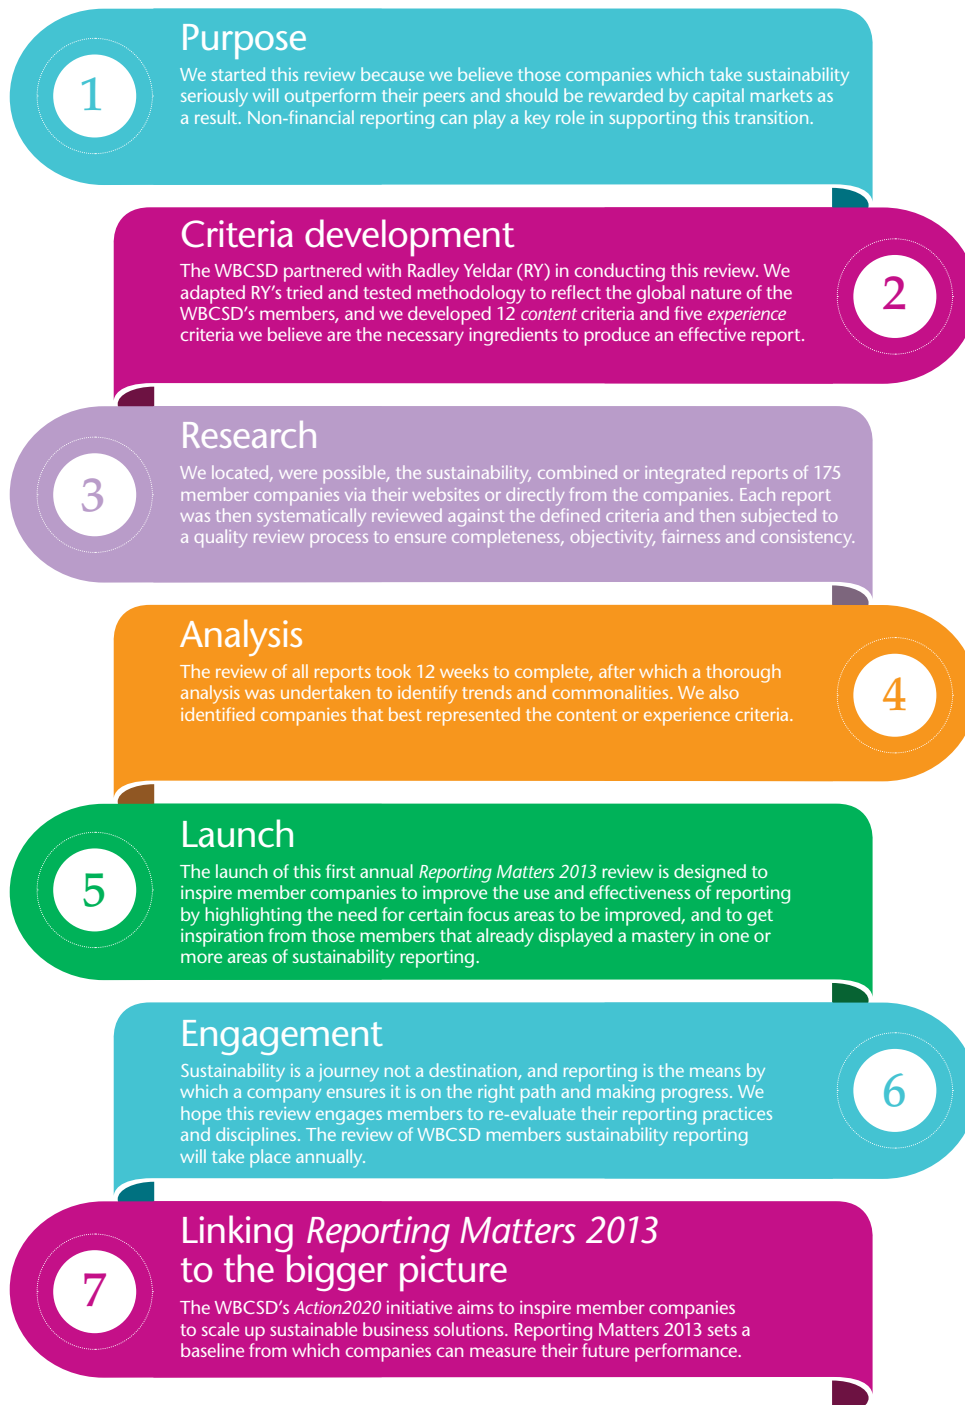 1
Purpose
We started this review because we believe those companies which take sustainability
seriously will outperform their peers and should be rewarded by capital markets as
a result. Non-financial reporting can play a key role in supporting this transition.
Criteria development
The WBCSD partnered with Radley Yeldar (RY) in conducting this review. We
adapted RY’s tried and tested methodology to reflect the global nature of the
WBCSD’s members, and we developed 12 content criteria and five experience
criteria we believe are the necessary ingredients to produce an effective report.
2
3
Research
We located, were possible, the sustainability, combined or integrated reports of 175
member companies via their websites or directly from the companies. Each report
was then systematically reviewed against the defined criteria and then subjected to
a quality review process to ensure completeness, objectivity, fairness and consistency.
Analysis
The review of all reports took 12 weeks to complete, after which a thorough
analysis was undertaken to identify trends and commonalities. We also
identified companies that best represented the content or experience criteria.
4
5
Launch
The launch of this first annual Reporting Matters 2013 review is designed to
inspire member companies to improve the use and effectiveness of reporting
by highlighting the need for certain focus areas to be improved, and to get
inspiration from those members that already displayed a mastery in one or
more areas of sustainability reporting.
Engagement
Sustainability is a journey not a destination, and reporting is the means by
which a company ensures it is on the right path and making progress. We
hope this review engages members to re-evaluate their reporting practices
and disciplines. The review of WBCSD members sustainability reporting
will take place annually.
6
7
Linking Reporting Matters 2013
to the bigger picture
The WBCSD’s Action2020 initiative aims to inspire member companies
to scale up sustainable business solutions. Reporting Matters 2013 sets a
baseline from which companies can measure their future performance.